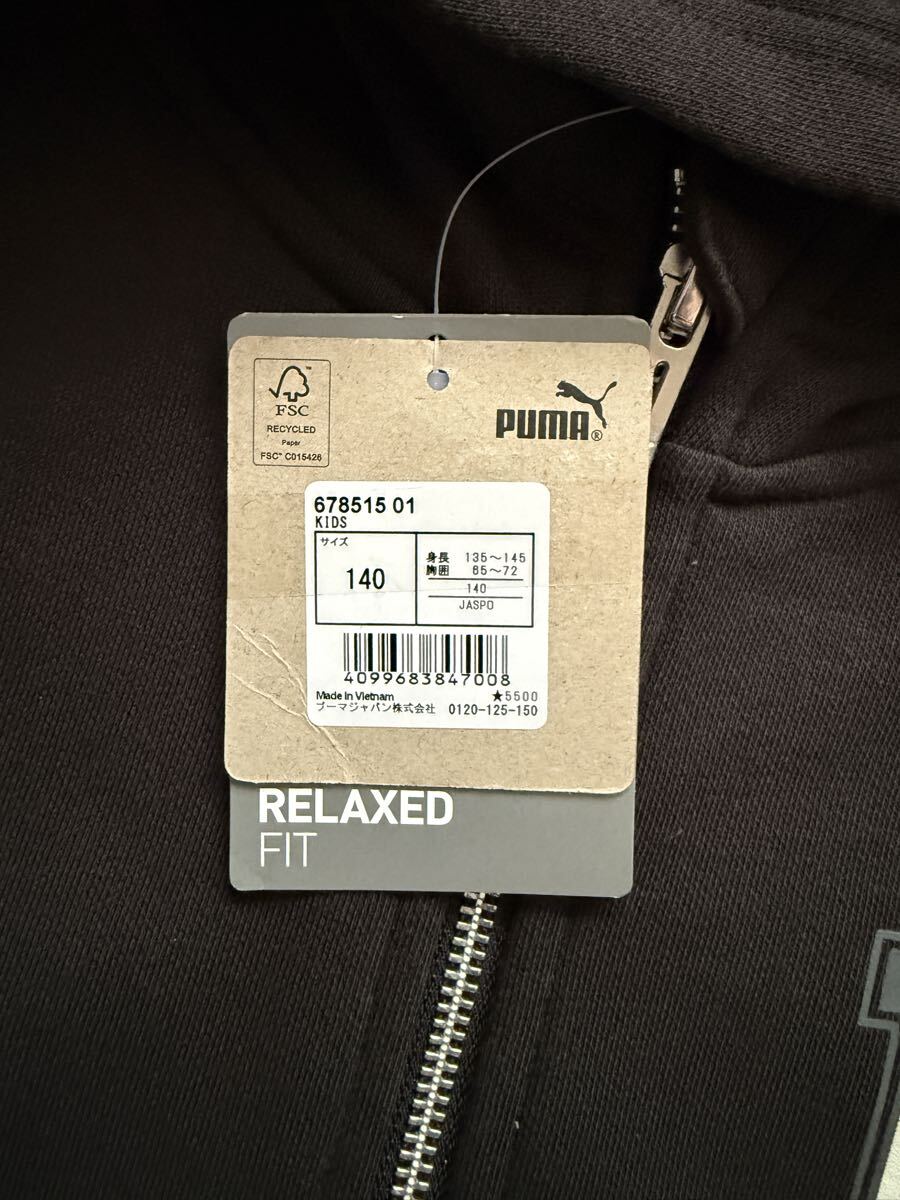 FSC
RECYCLED
Paper
FSC™ C015426
PUMA®
678515 01
KIDS
サイズ
140
身長 135〜145
胸囲 65〜72
140
JASPO
4099683847008
Made in Vietnam
★5500
プーマジャパン株式会社 0120-125-150
RELAXED
FIT